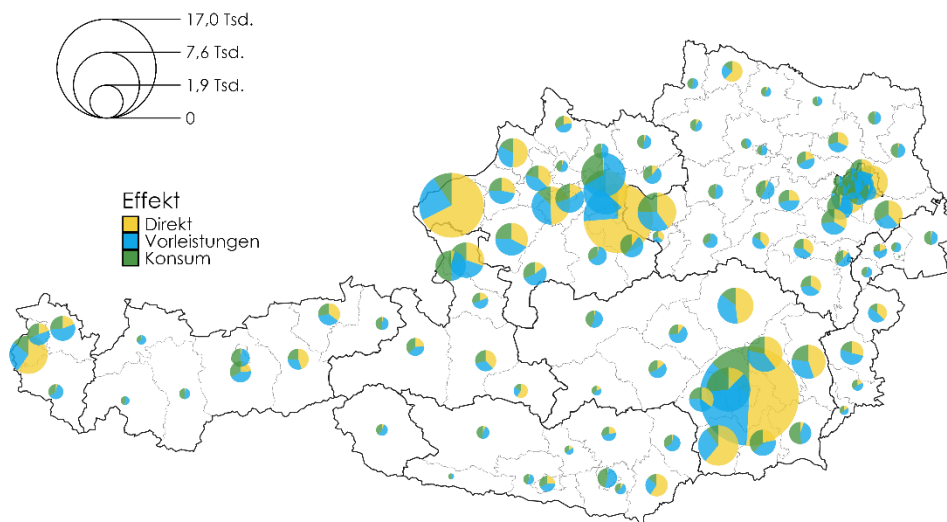 17,0 Tsd.
7,6 Tsd.
1,9 Tsd.
0
Effekt
Direkt
Vorleistungen
Konsum